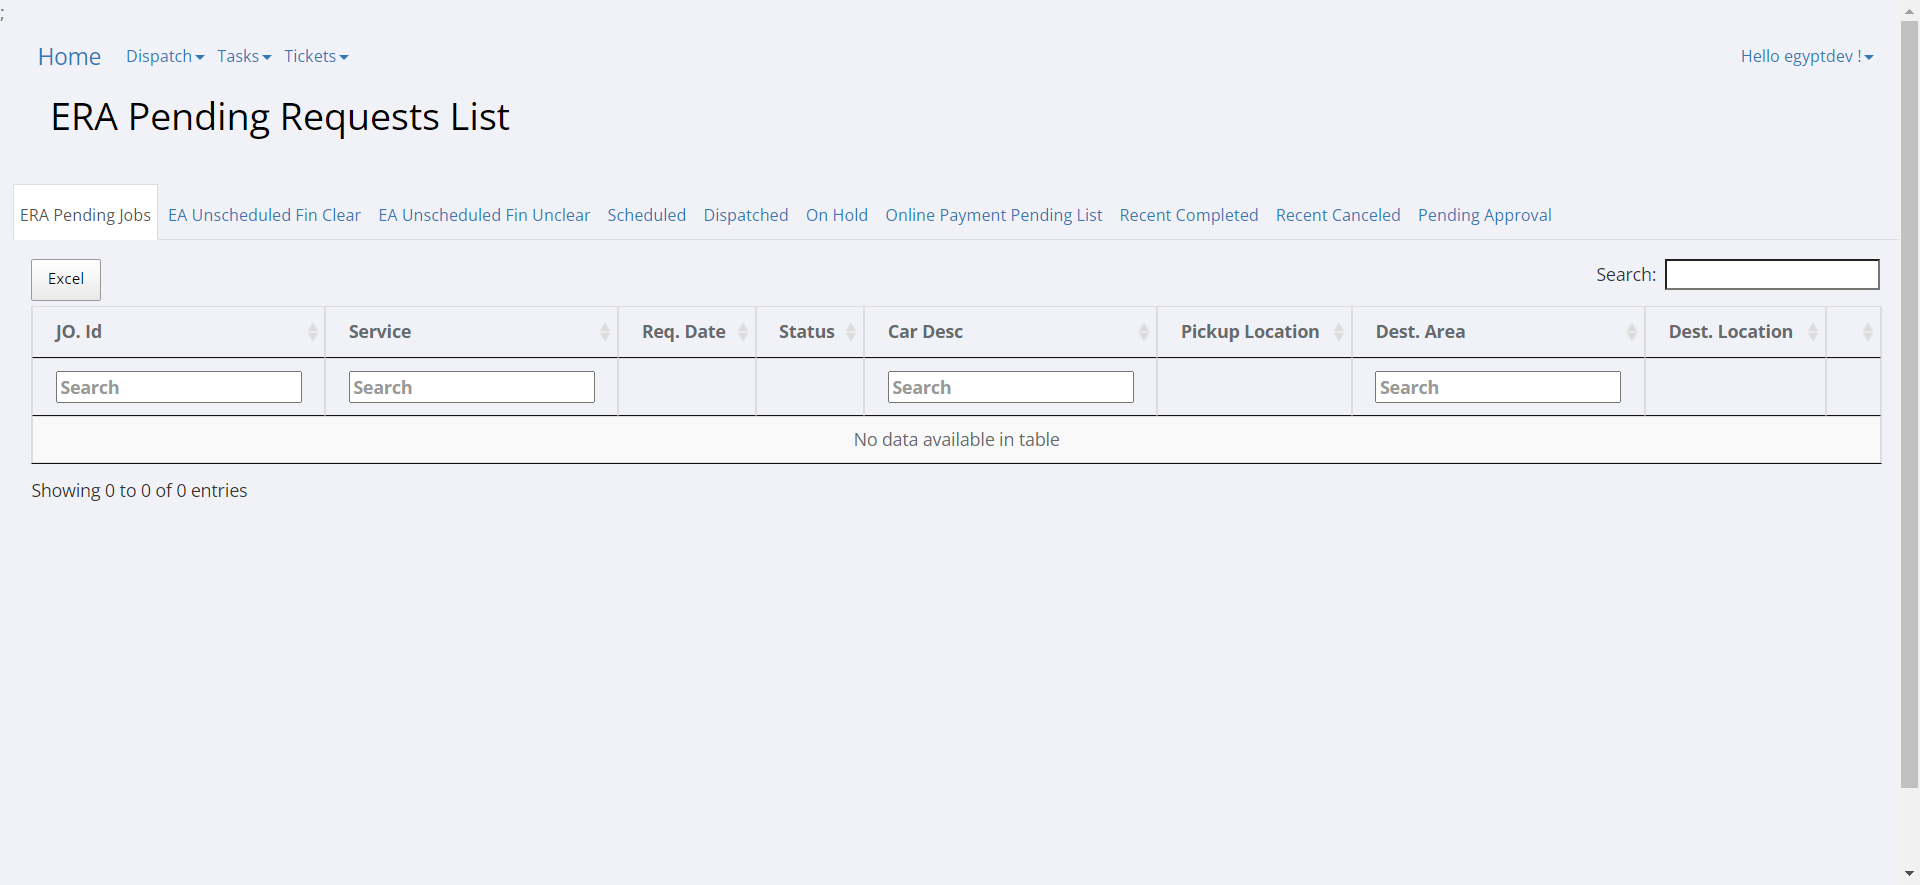 ;
Home Dispatch Tasks Tickets Hello egyptdev !
ERA Pending Requests List
ERA Pending Jobs EA Unscheduled Fin Clear EA Unscheduled Fin Unclear Scheduled Dispatched On Hold Online Payment Pending List Recent Completed Recent Canceled Pending Approval
Excel Search:
JO. Id Service Req. Date Status Car Desc Pickup Location Dest. Area Dest. Location
Search Search Search Search
No data available in table
Showing 0 to 0 of 0 entries